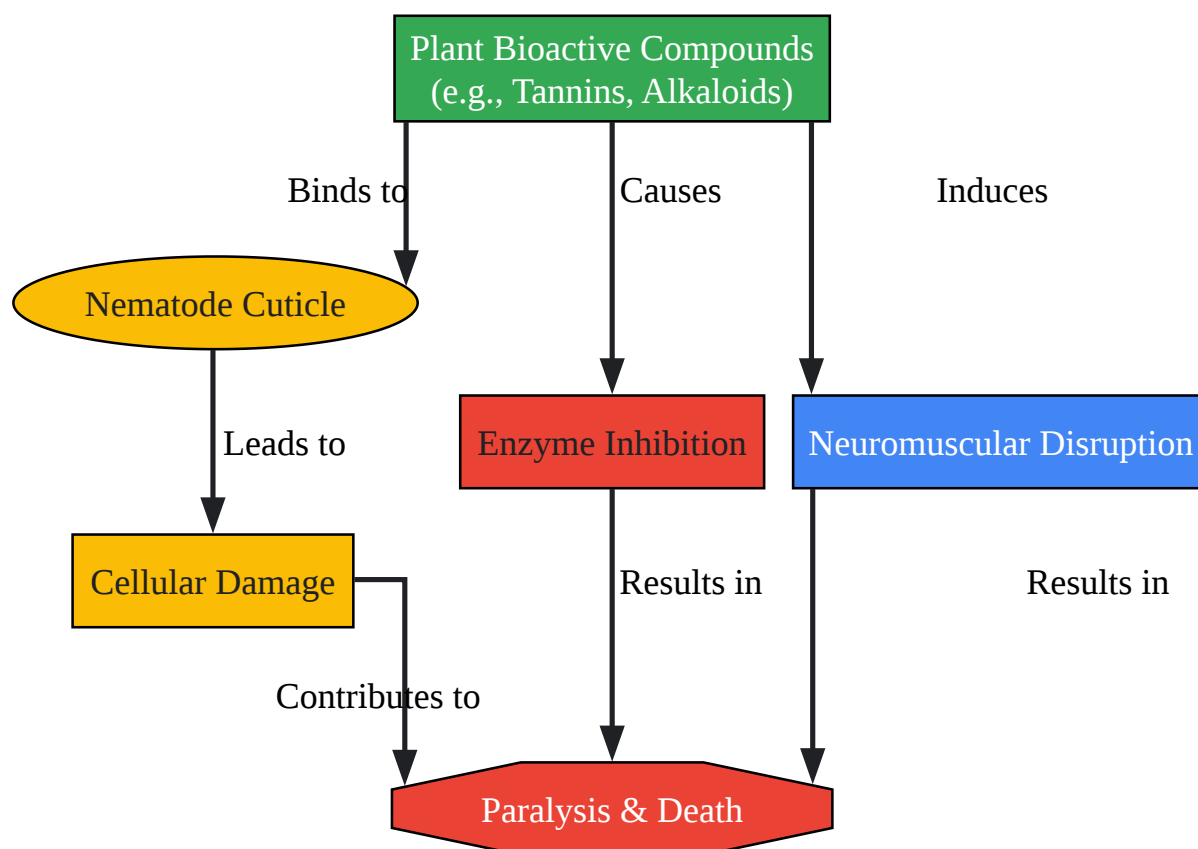 Plant Bioactive Compounds
(e.g., Tannins, Alkaloids)
Binds to
Causes
Induces
Nematode Cuticle
Leads to
Enzyme Inhibition
Neuromuscular Disruption
Cellular Damage
Results in
Results in
Contributes to
Paralysis & Death